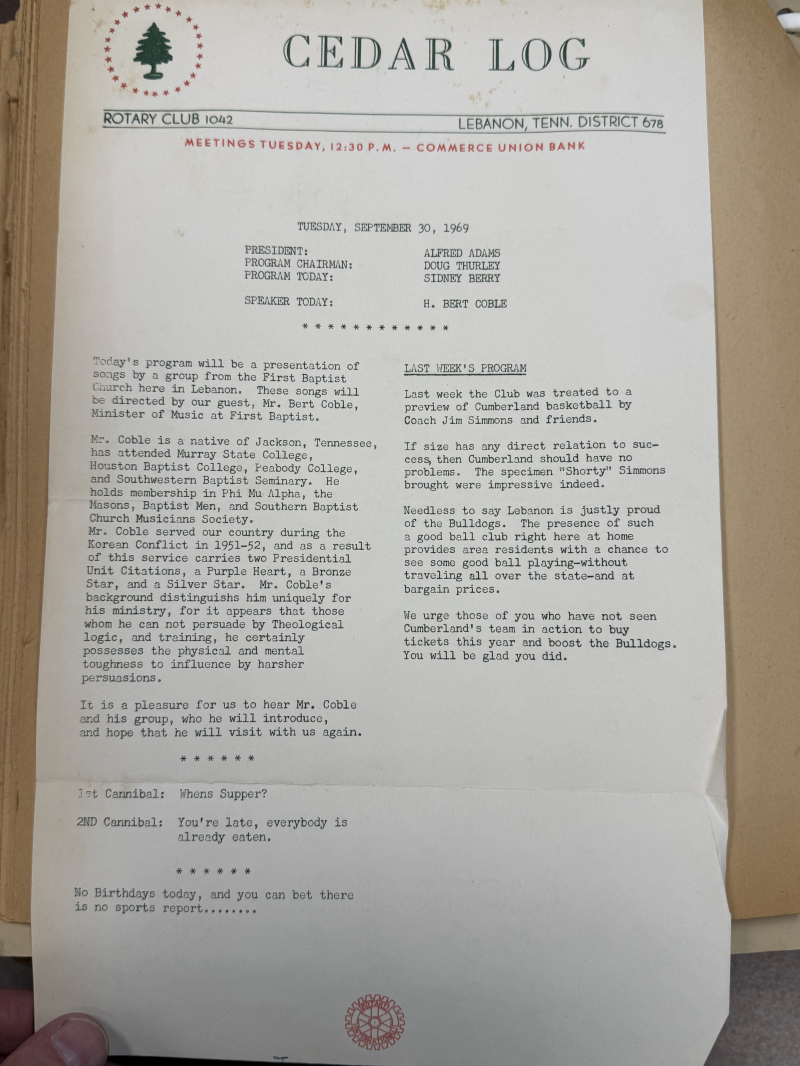 CEDAR LOG
ROTARY CLUB 1042
LEBANON, TENN. DISTRICT 678
MEETINGS TUESDAY, 12:30 P.M. — COMMERCE UNION BANK
TUESDAY, SEPTEMBER 30, 1969
PRESIDENT: ALFRED ADAMS
PROGRAM CHAIRMAN: DOUG THURLEY
PROGRAM TODAY: SIDNEY BERRY
SPEAKER TODAY: H. BERT COBLE
* * * * * * * * * * * *
Today's program will be a presentation of
songs by a group from the First Baptist
Church here in Lebanon. These songs will
be directed by our guest, Mr. Bert Coble,
Minister of Music at First Baptist.
Mr. Coble is a native of Jackson, Tennessee,
has attended Murray State College,
Houston Baptist College, Peabody College,
and Southwestern Baptist Seminary. He
holds membership in Phi Mu Alpha, the
Masons, Baptist Men, and Southern Baptist
Church Musicians Society.
Mr. Coble served our country during the
Korean Conflict in 1951-52, and as a result
of this service carries two Presidential
Unit Citations, a Purple Heart, a Bronze
Star, and a Silver Star. Mr. Coble's
background distinguishs him uniquely for
his ministry, for it appears that those
whom he can not persuade by Theological
logic, and training, he certainly
possesses the physical and mental
toughness to influence by harsher
persuasions.
It is a pleasure for us to hear Mr. Coble
and his group, who he will introduce,
and hope that he will visit with us again.
* * * * * *
1st Cannibal: Whens Supper?
2ND Cannibal: You're late, everybody is
already eaten.
* * * * * *
No Birthdays today, and you can bet there
is no sports report........
LAST WEEK'S PROGRAM
Last week the Club was treated to a
preview of Cumberland basketball by
Coach Jim Simmons and friends.
If size has any direct relation to suc-
cess, then Cumberland should have no
problems. The specimen "Shorty" Simmons
brought were impressive indeed.
Needless to say Lebanon is justly proud
of the Bulldogs. The presence of such
a good ball club right here at home
provides area residents with a chance to
see some good ball playing-without
traveling all over the state-and at
bargain prices.
We urge those of you who have not seen
Cumberland's team in action to buy
tickets this year and boost the Bulldogs.
You will be glad you did.
ROTARY
INTERNATIONAL